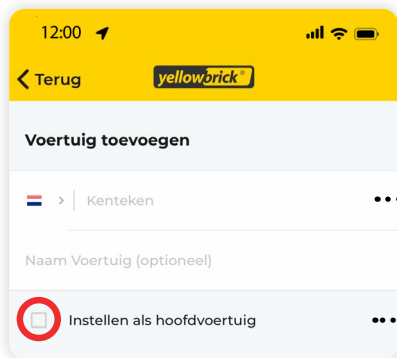 12:00
Terug
yellowbrick®
Voertuig toevoegen
Kenteken
Naam Voertuig (optioneel)
Instellen als hoofdvoertuig